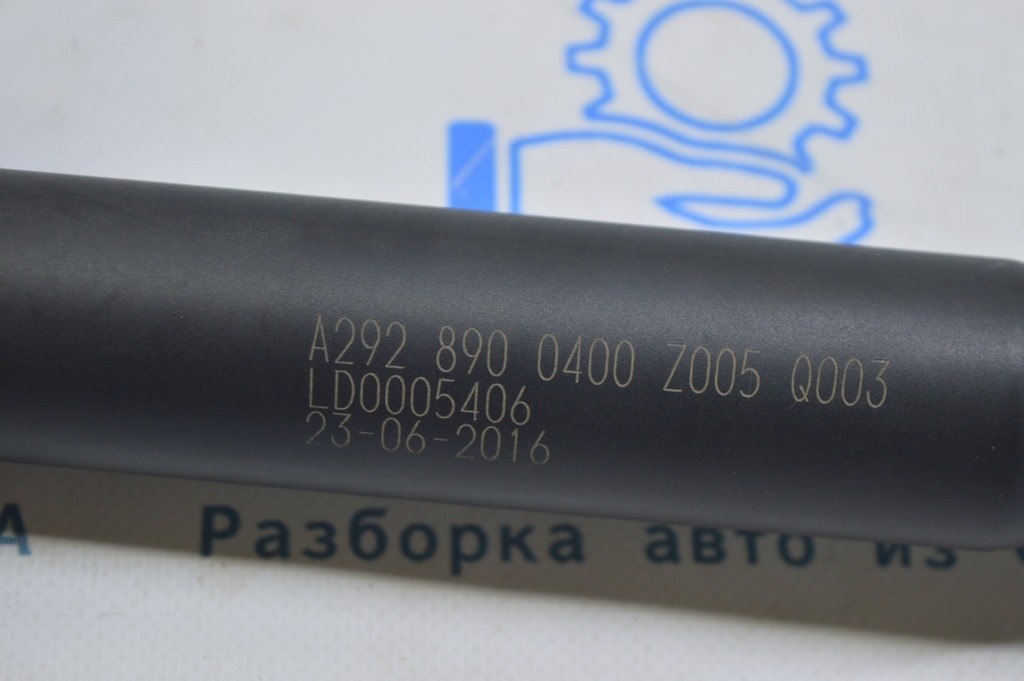 A292 890 0400 Z005 Q003
LD0005406
23-06-2016
А Разборка авто из